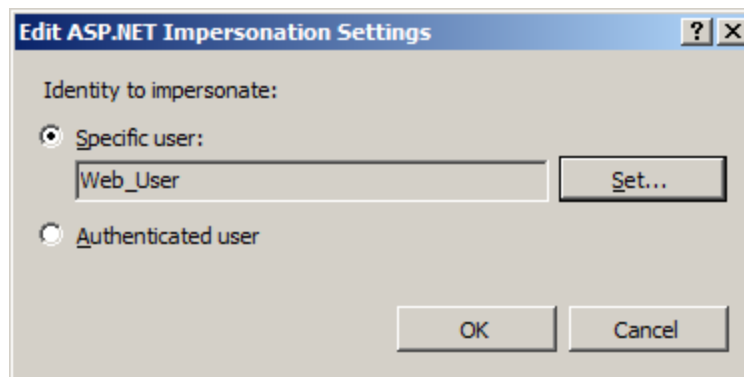 Edit ASP.NET Impersonation Settings
Identity to impersonate:
Specific user:
Web_User
Set...
Authenticated user
OK
Cancel